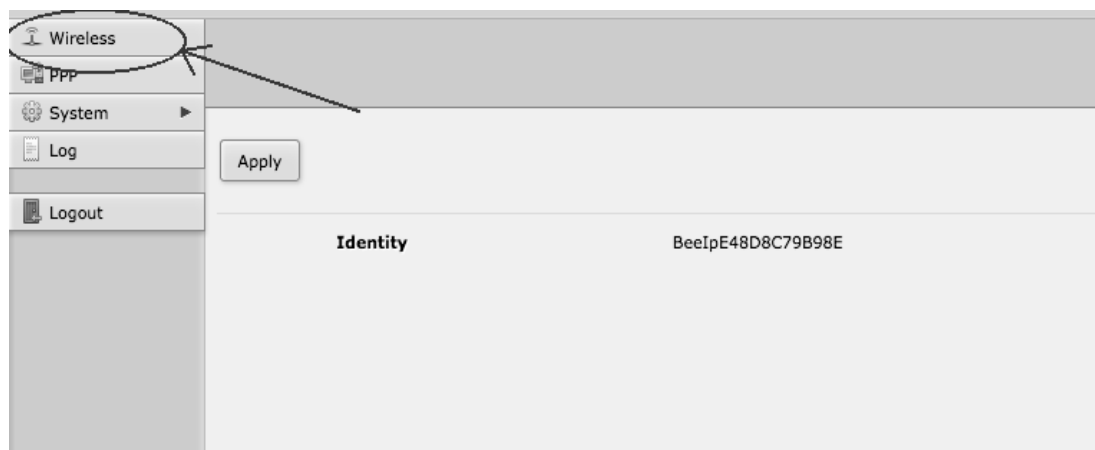 Wireless
PPP
System
Log
Apply
Logout
Identity BeeIpE48D8C79B98E